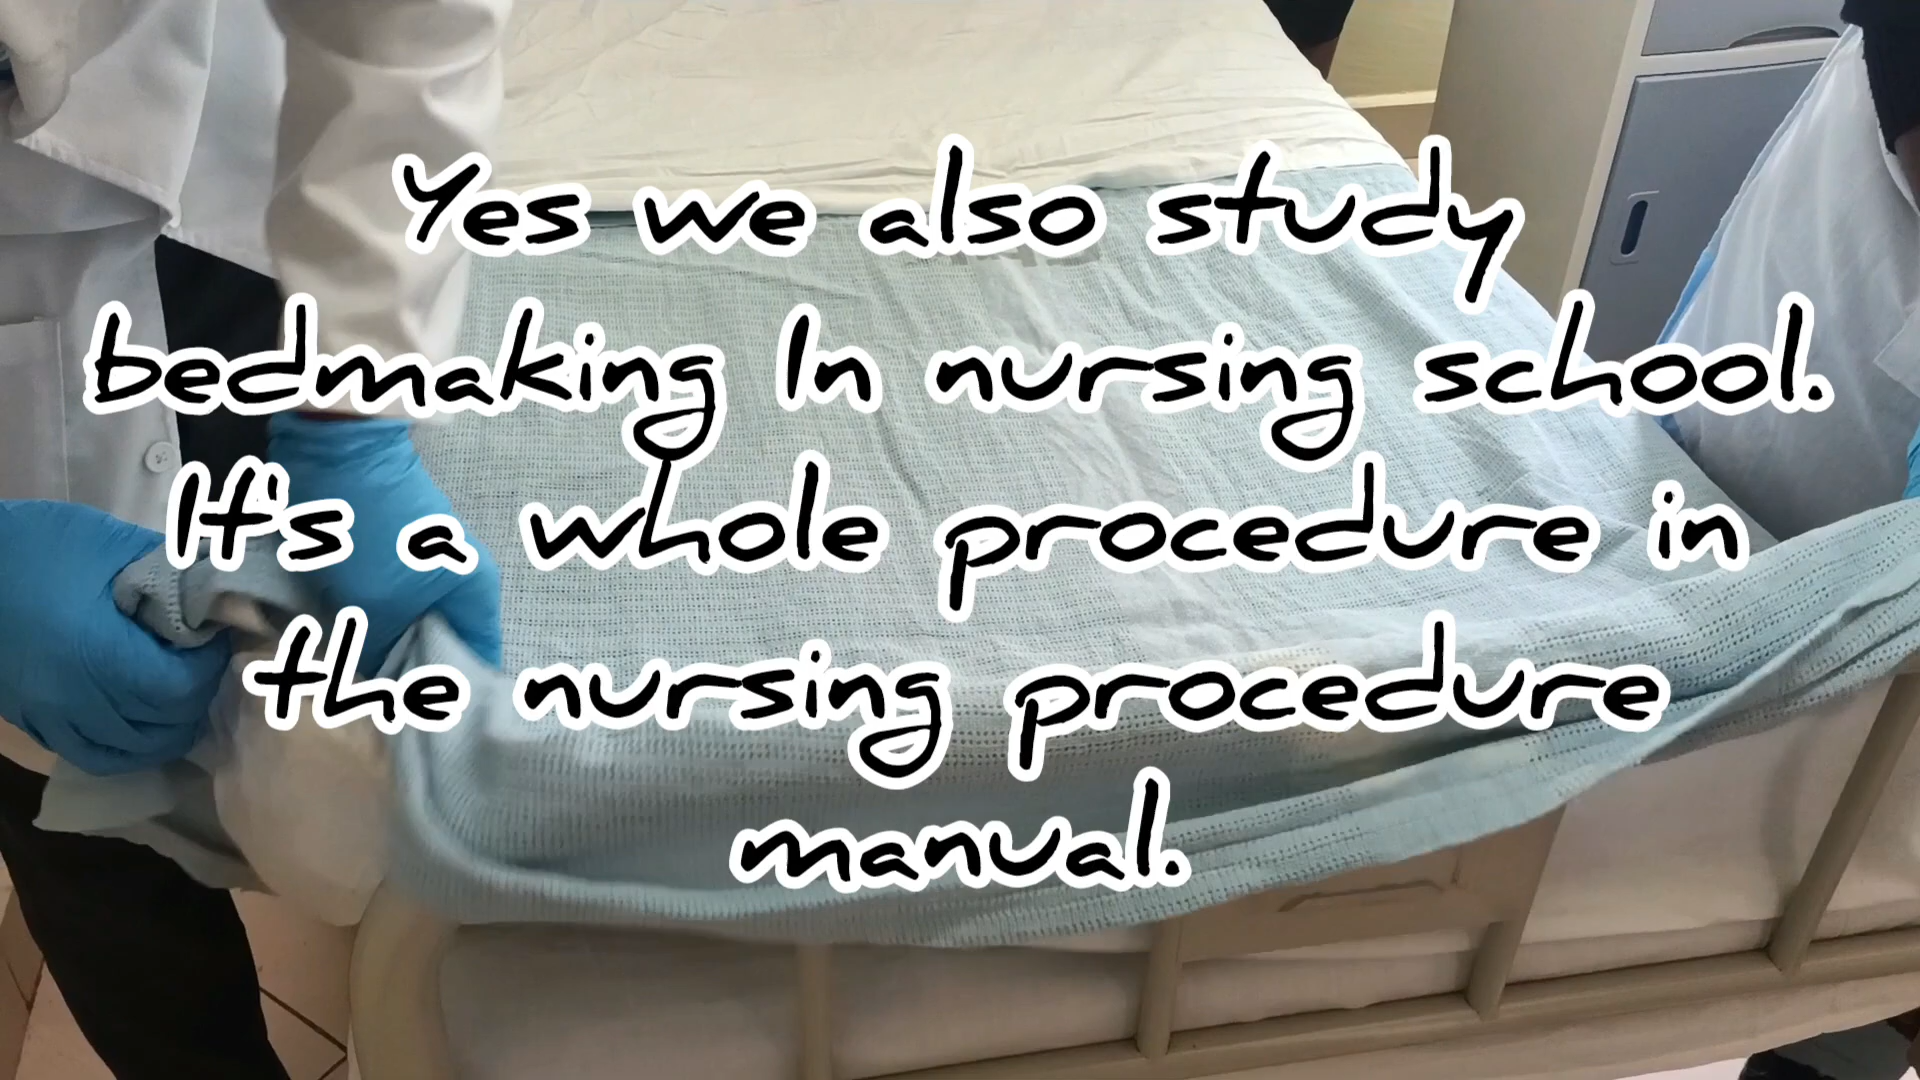 Yes we also study
bedmaking In nursing school.
It's a whole procedure in
the nursing procedure
manual.